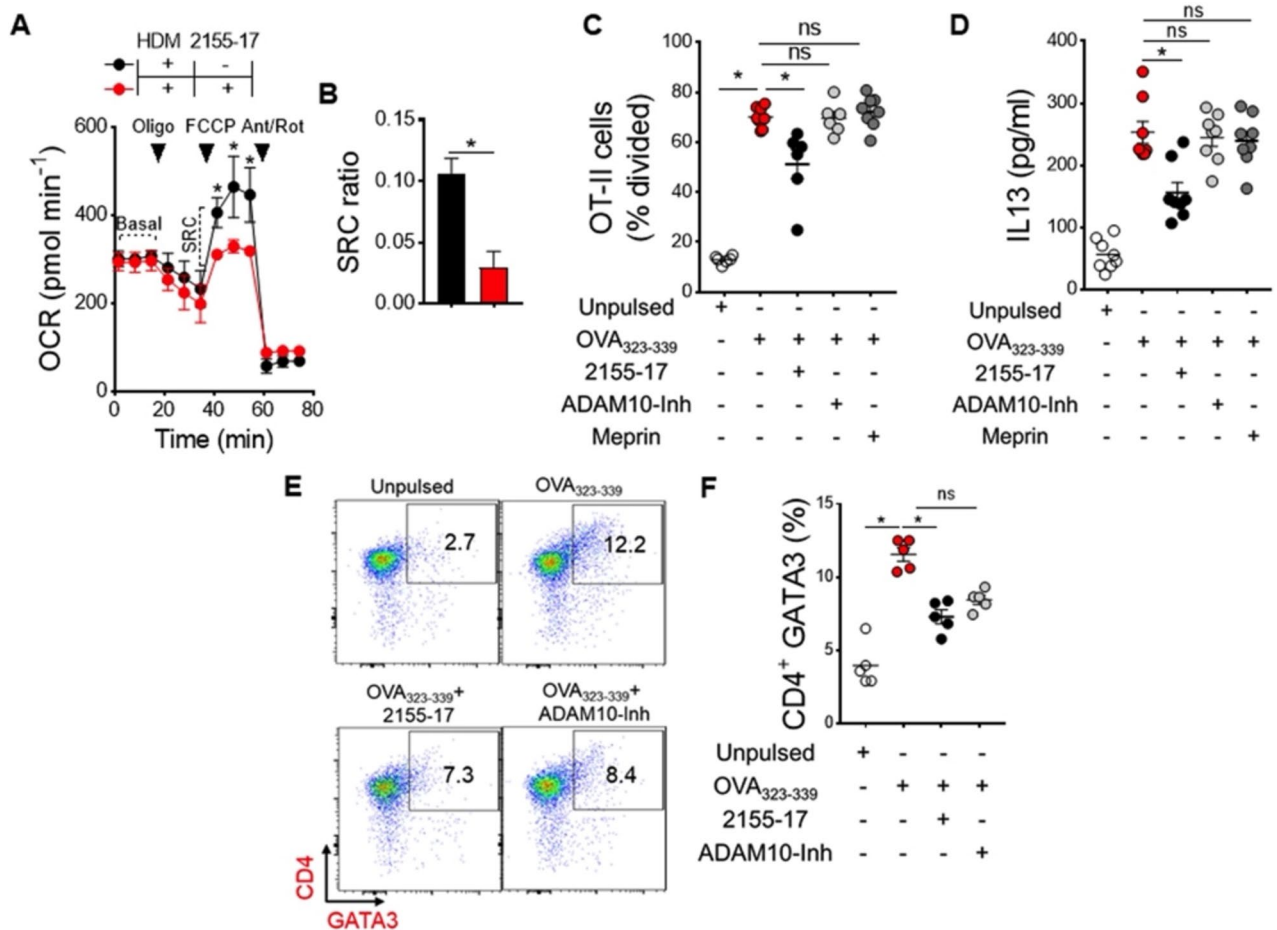 A
HDM 2155-17
+ -
+ +
Oligo FCCP Ant/Rot
* * *
Basal
SRC
OCR (pmol min⁻¹)
600
400
200
0
0 20 40 60 80
Time (min)
B
*
SRC ratio
0.15
0.10
0.05
0.00
C
ns
ns
* *
OT-II cells
(% divided)
100
80
60
40
20
0
Unpulsed + - - - -
OVA₃₂₃₋₃₃₉ - + + + +
2155-17 - - + - -
ADAM10-Inh - - - + -
Meprin - - - - +
D
ns
ns
*
IL13 (pg/ml)
400
300
200
100
0
Unpulsed + - - - -
OVA₃₂₃₋₃₃₉ - + + + +
2155-17 - - + - -
ADAM10-Inh - - - + -
Meprin - - - - +
E
Unpulsed
2.7
OVA₃₂₃₋₃₃₉
12.2
OVA₃₂₃₋₃₃₉+
2155-17
7.3
OVA₃₂₃₋₃₃₉+
ADAM10-Inh
8.4
CD4
GATA3
F
ns
* *
CD4⁺ GATA3 (%)
15
10
5
0
Unpulsed + - - -
OVA₃₂₃₋₃₃₉ - + + +
2155-17 - - + -
ADAM10-Inh - - - +